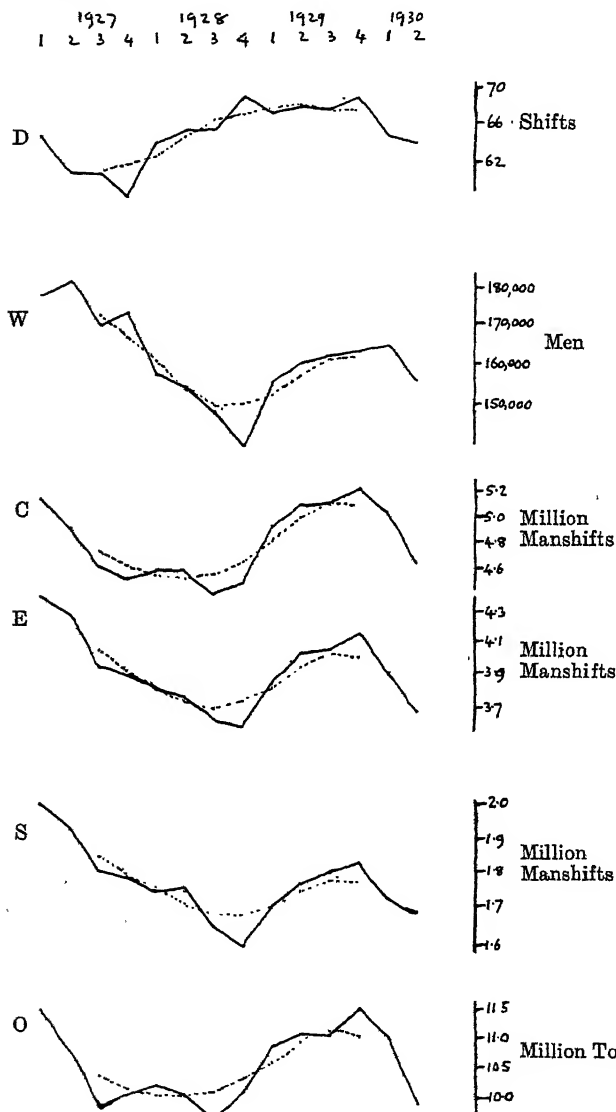 1927 1928 1929 1930
1 2 3 4 1 2 3 4 1 2 3 4 1 2
D
70
66 Shifts
62
W
180,000
170,000
Men
160,000
150,000
C
5.2
5.0 Million
4.8 Manshifts
4.6
E
4.3
4.1
Million
3.9 Manshifts
3.7
S
2.0
1.9
Million
1.8 Manshifts
1.7
1.6
O
11.5
11.0
Million To
10.5
10.0